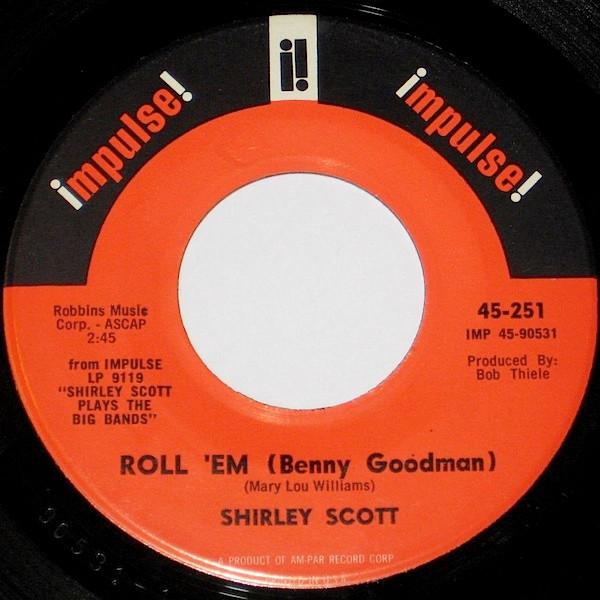 impulse!
i!
impulse!
Robbins Music
Corp. - ASCAP
2:45
from IMPULSE
LP 9119
"SHIRLEY SCOTT
PLAYS THE
BIG BANDS"
45-251
IMP 45-90531
Produced By:
Bob Thiele
ROLL 'EM (Benny Goodman)
(Mary Lou Williams)
SHIRLEY SCOTT
A PRODUCT OF AM-PAR RECORD CORP